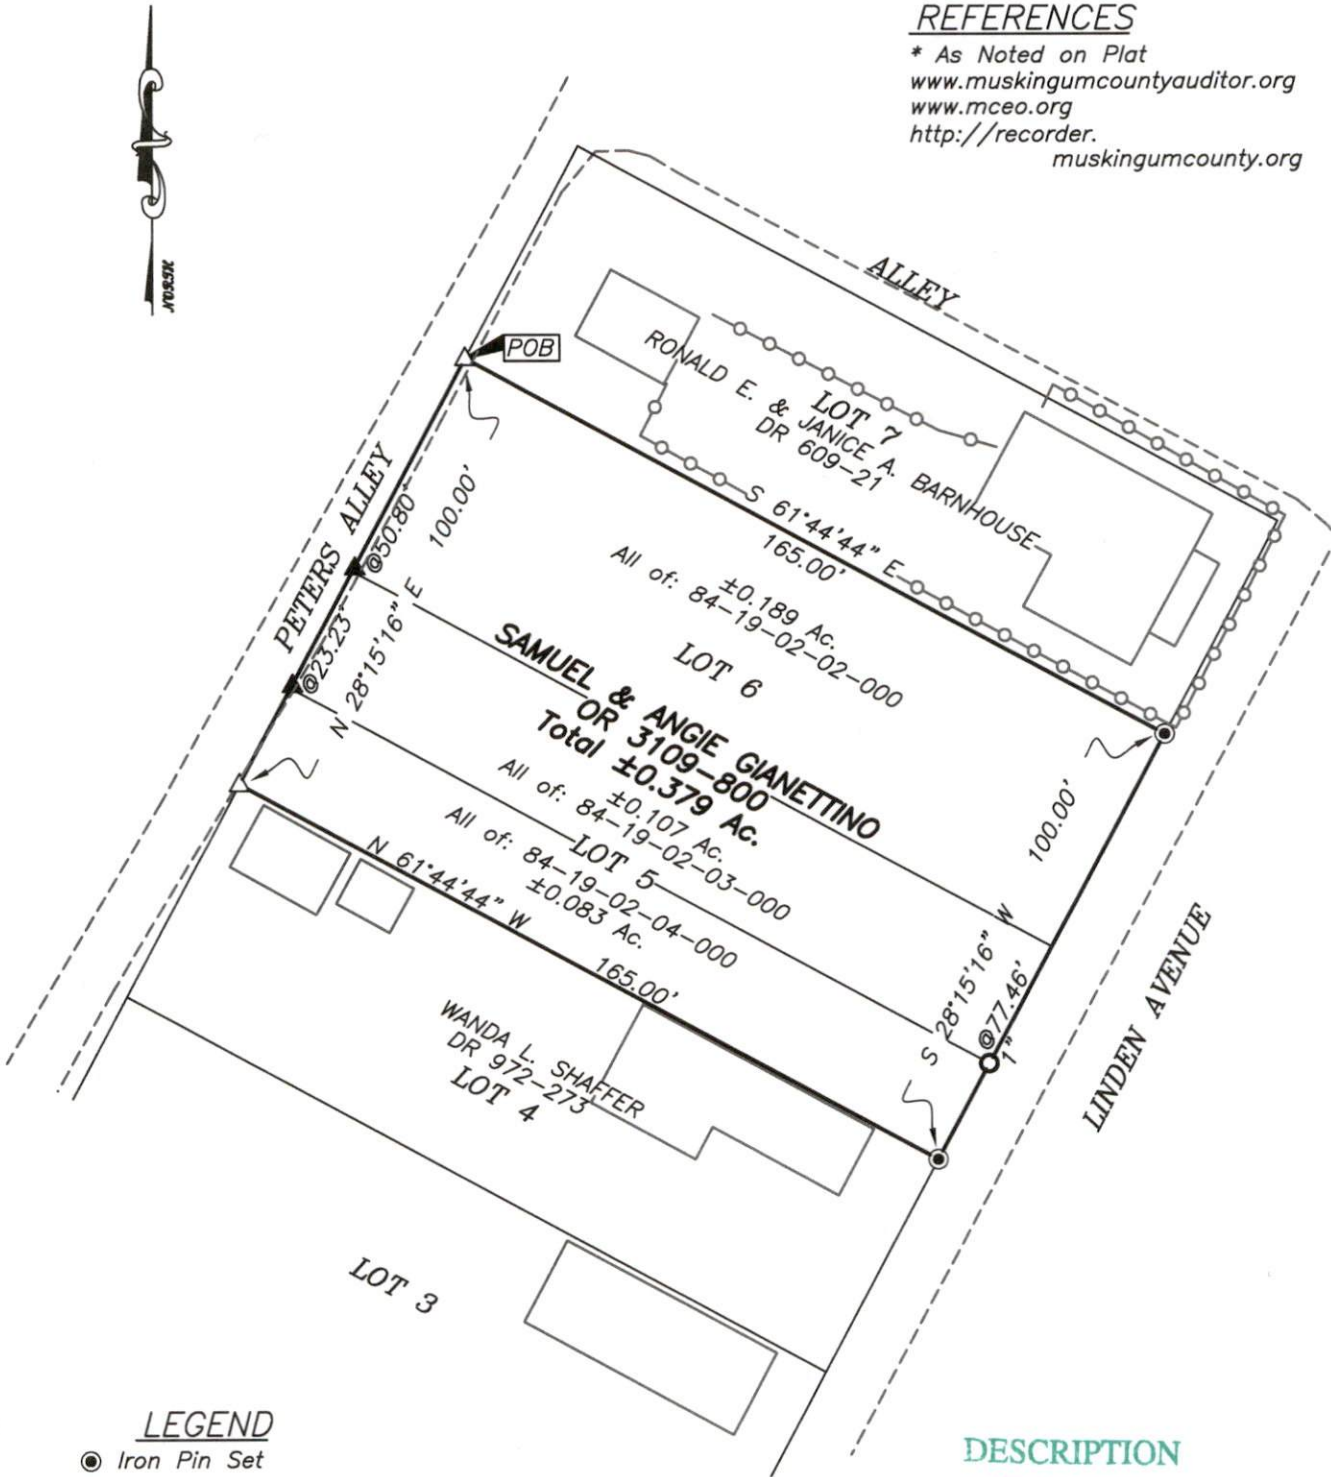 REFERENCES
* As Noted on Plat
www.muskingumcountyauditor.org
www.mceo.org
http://recorder.
muskingumcounty.org
NORTH
ALLEY
POB
RONALD E. & JANICE A. BARNHOUSE
LOT 7
DR 609-21
PETERS ALLEY
@50.80'
100.00'
@23.23'
N 28°15'16" E
S 61°44'44" E
165.00'
±0.189 Ac.
All of: 84-19-02-02-000
LOT 6
SAMUEL & ANGIE GIANETTINO
OR 3109-800
Total ±0.379 Ac.
±0.107 Ac.
All of: 84-19-02-03-000
LOT 5
All of: 84-19-02-04-000
±0.083 Ac.
N 61°44'44" W
165.00'
100.00'
S 28°15'16" W
@77.46'
1"
LINDEN AVENUE
WANDA L. SHAFFER
DR 972-273
LOT 4
LOT 3
LEGEND
Iron Pin Set
DESCRIPTION